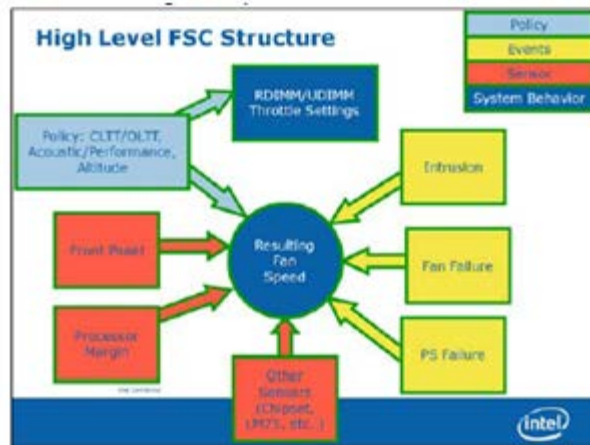 High Level FSC Structure
Policy
Events
Sensor
System Behavior
RDIMM/UDIMM
Throttle Settings
Policy: CLTT/OLTT,
Acoustic/Performance,
Altitude
Intrusion
Front Panel
Resulting
Fan
Speed
Fan Failure
Processor
Margin
PS Failure
Other
Sensors
(Chipset,
LM75, etc..)
intel